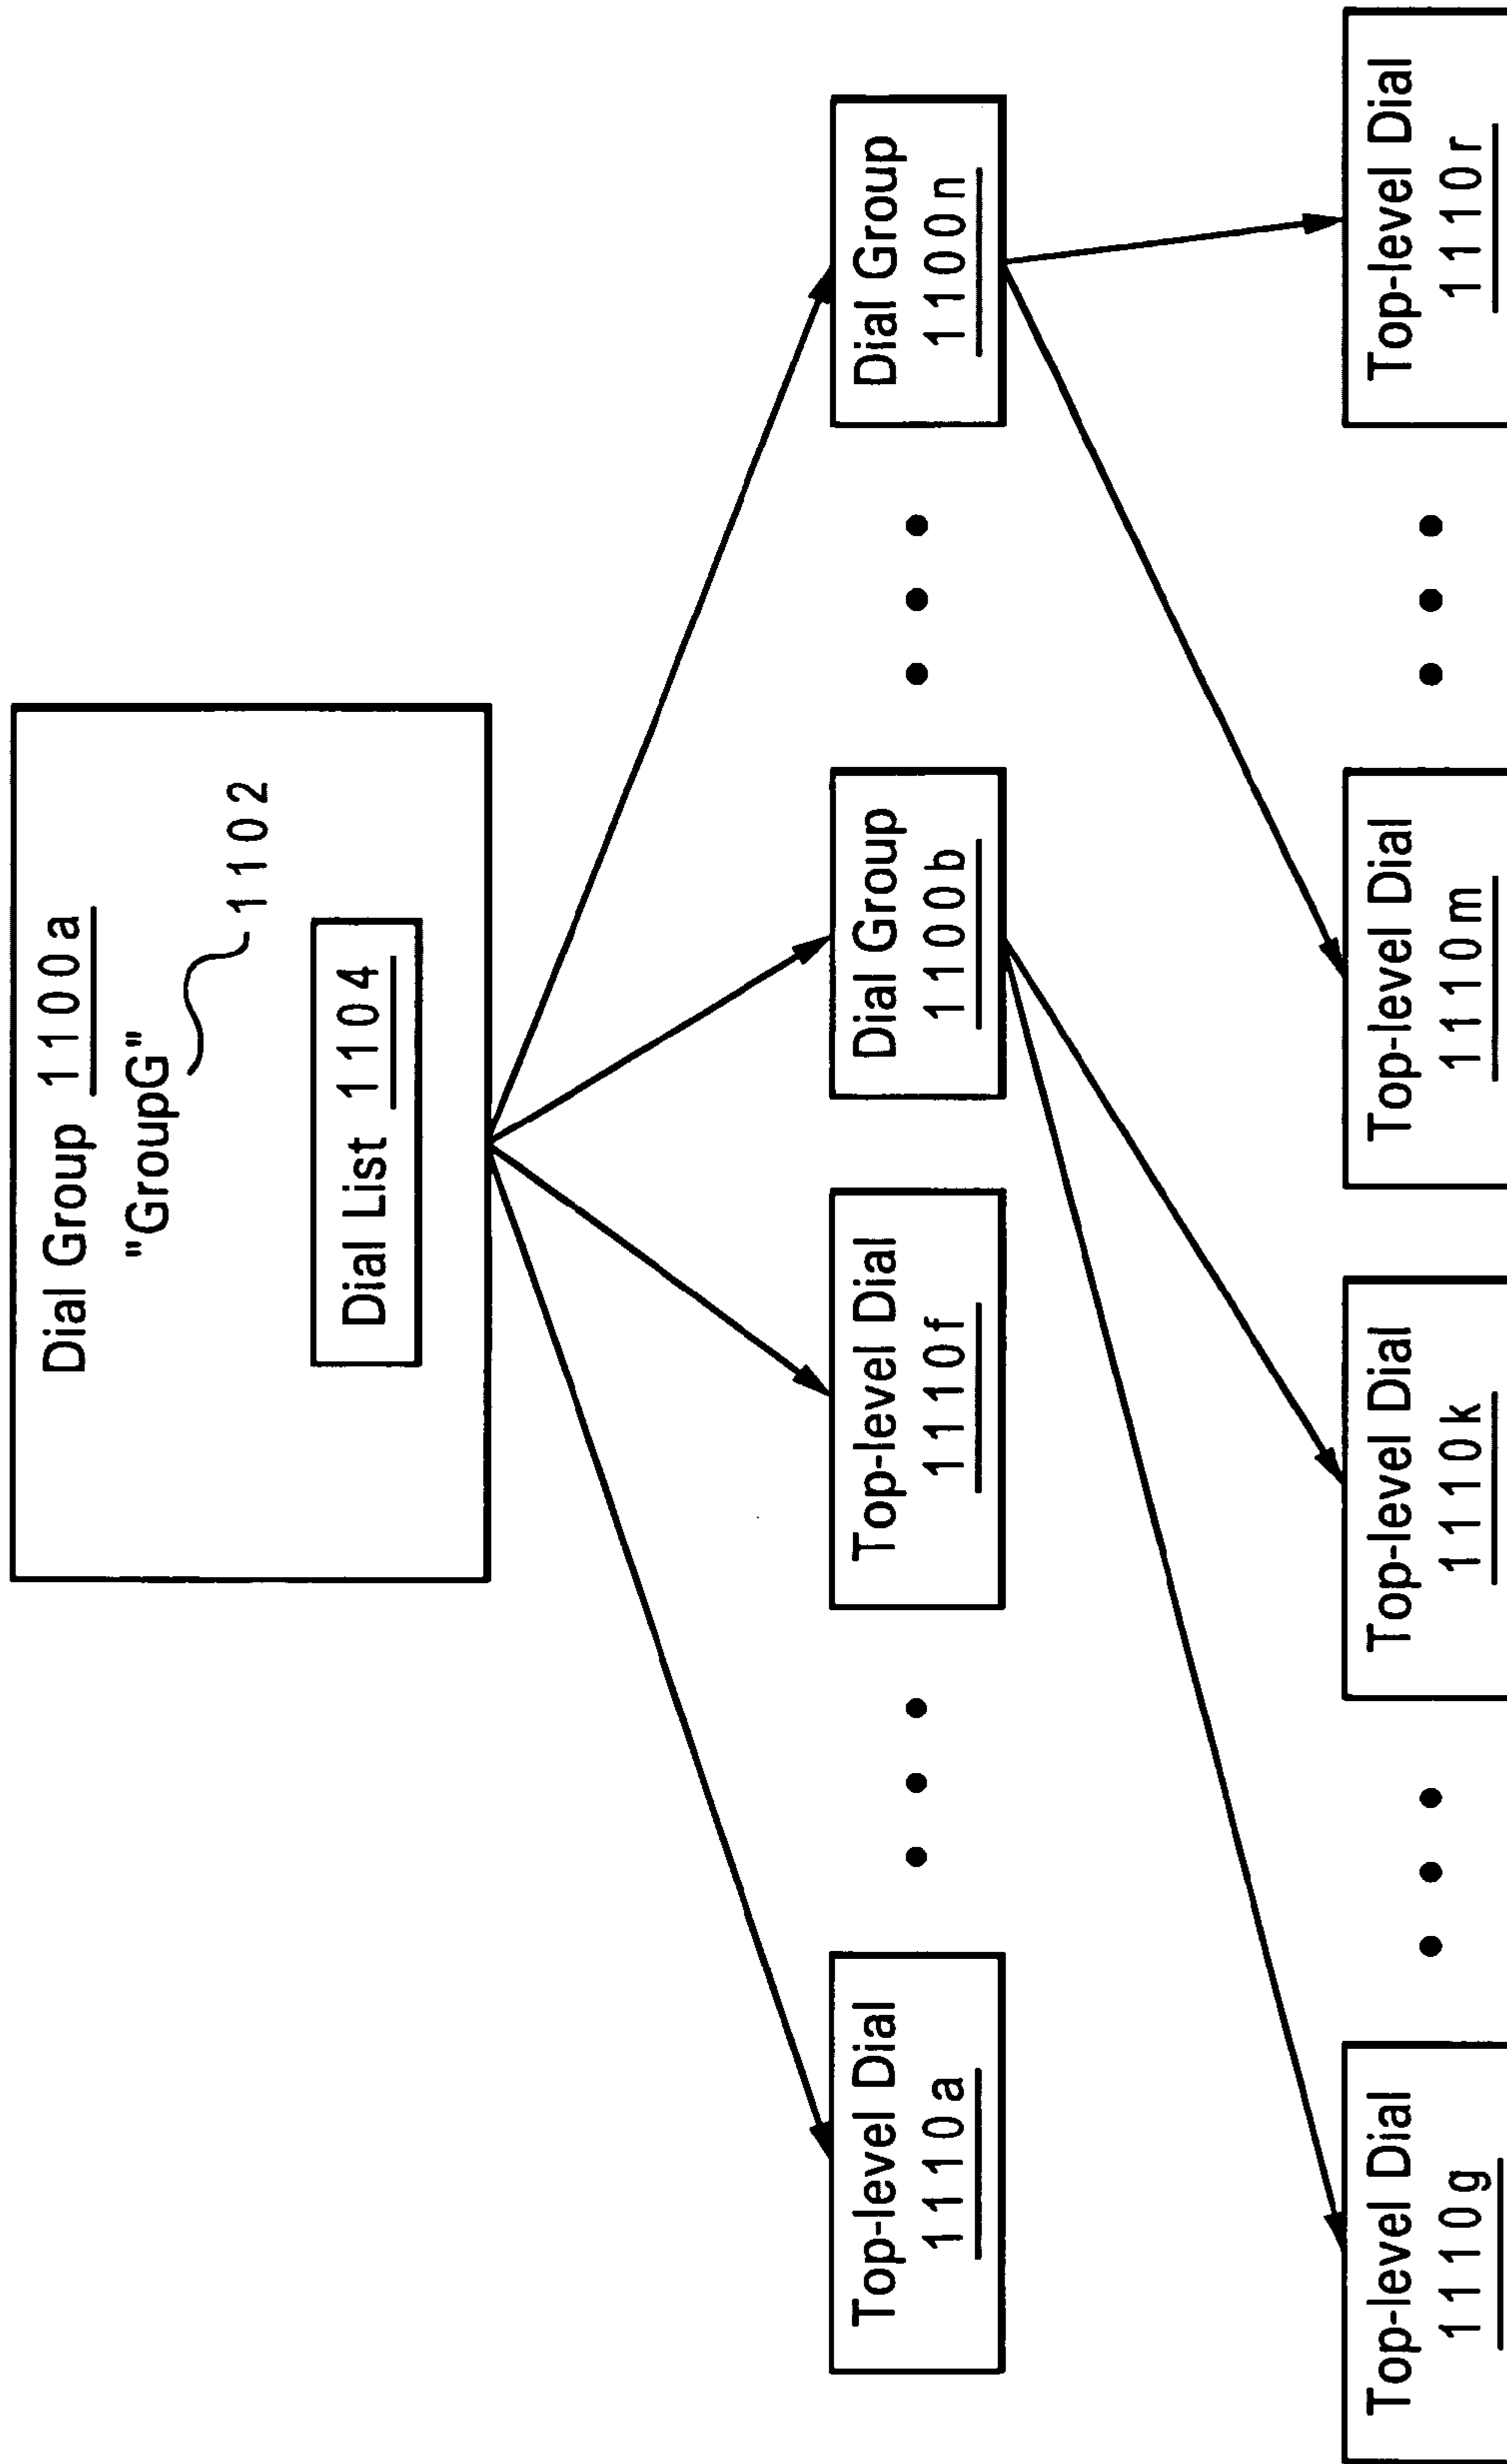 Dial Group 1100a
"GroupG"
1102
Dial List 1104
Top-level Dial
1110a
Top-level Dial
1110f
Dial Group
1100b
Dial Group
1100n
Top-level Dial
1110g
Top-level Dial
1110k
Top-level Dial
1110m
Top-level Dial
1110r